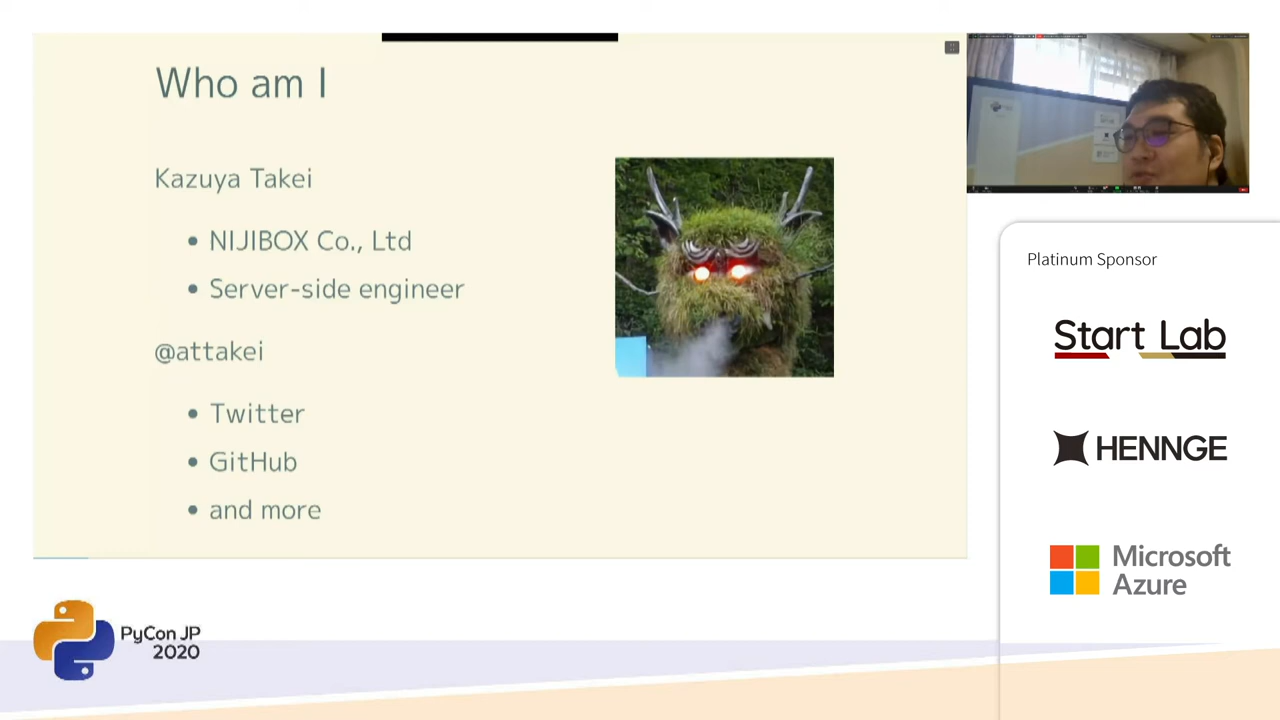 Who am I
Kazuya Takei
• NIJIBOX Co., Ltd
• Server-side engineer
@attakei
• Twitter
• GitHub
• and more
Platinum Sponsor
Start Lab
HENNGE
Microsoft
Azure
PyCon JP
2020